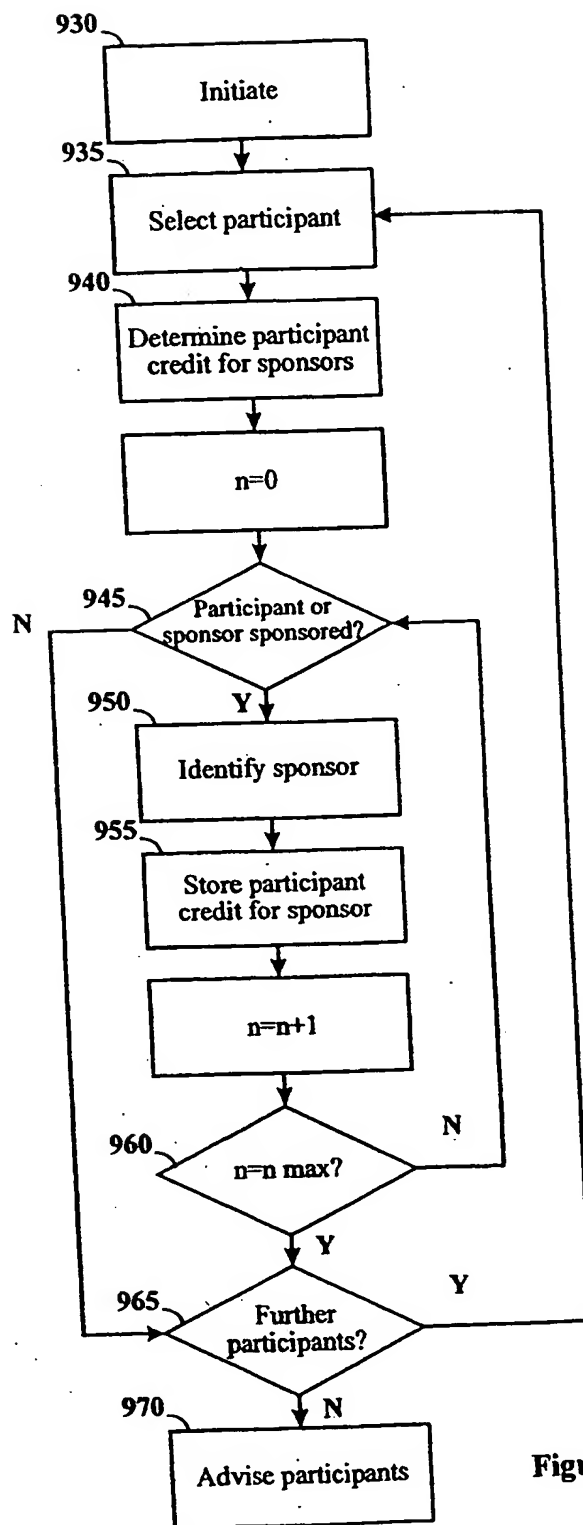 930
Initiate
935
Select participant
940
Determine participant
credit for sponsors
n=0
945
N
Participant or
sponsor sponsored?
Y
950
Identify sponsor
955
Store participant
credit for sponsor
n=n+1
960
N
n=n max?
Y
965
Y
Further
participants?
N
970
Advise participants